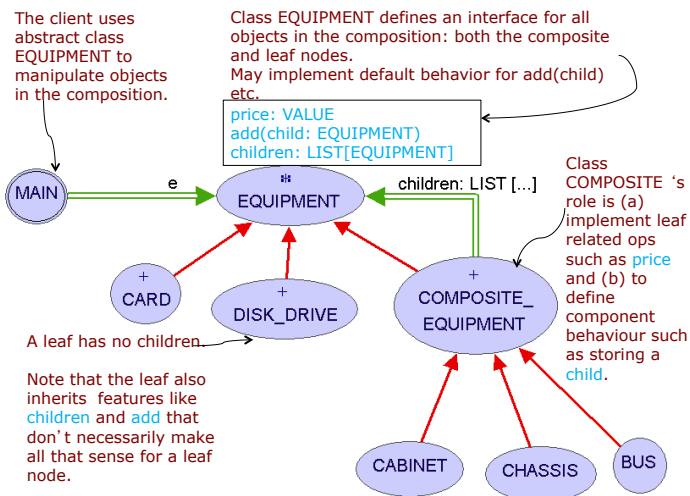 The client uses
abstract class
EQUIPMENT to
manipulate objects
in the composition.
Class EQUIPMENT defines an interface for all
objects in the composition: both the composite
and leaf nodes.
May implement default behavior for add(child)
etc.
price: VALUE
add(child: EQUIPMENT)
children: LIST[EQUIPMENT]
MAIN
e
*
EQUIPMENT
children: LIST [...]
Class
COMPOSITE ‘s
role is (a)
implement leaf
related ops
such as price
and (b) to
define
component
behaviour such
as storing a
child.
+
CARD
+
DISK_DRIVE
+
COMPOSITE_
EQUIPMENT
A leaf has no children.
Note that the leaf also
inherits features like
children and add that
don’t necessarily make
all that sense for a leaf
node.
CABINET
CHASSIS
BUS